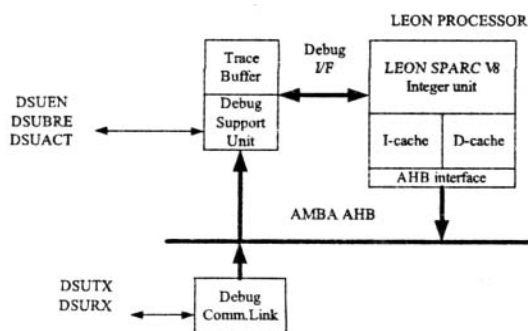 LEON PROCESSOR
Trace
Buffer
Debug
I/F
LEON SPARC V8
Integer unit
DSUEN
DSUBRE
DSUACT
Debug
Support
Unit
I-cache
D-cache
AHB interface
AMBA AHB
DSUTX
DSURX
Debug
Comm.Link